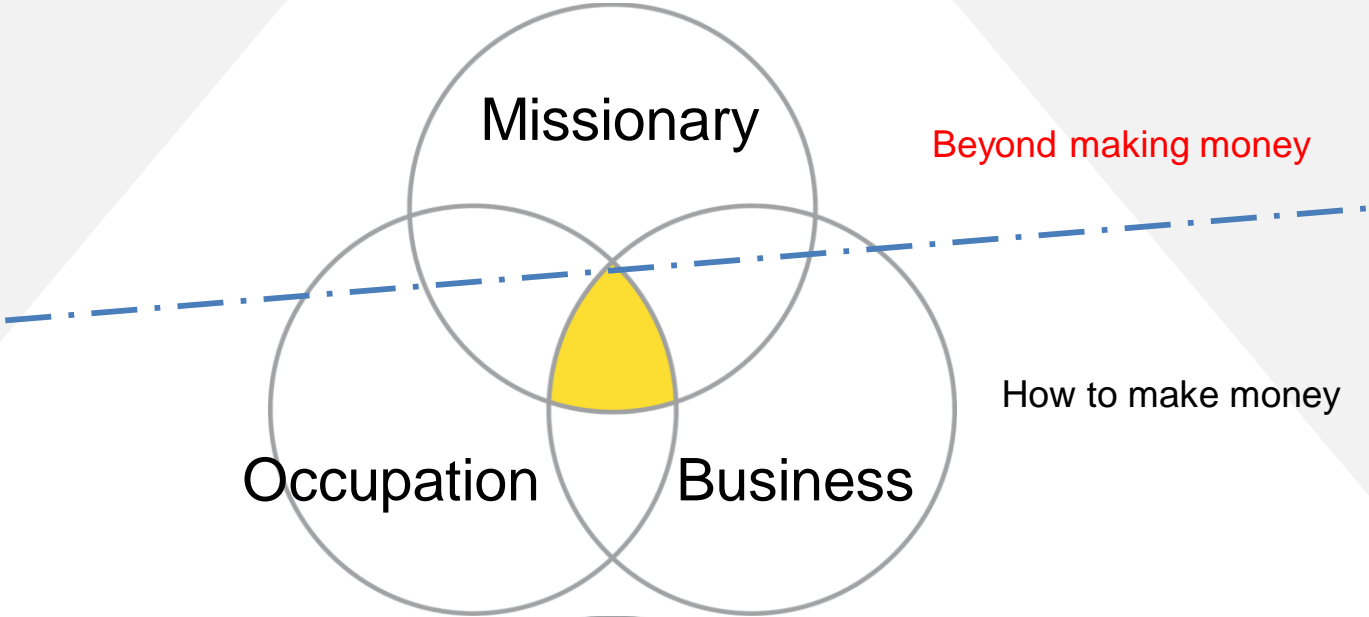 Missionary
Beyond making money
How to make money
Occupation
Business